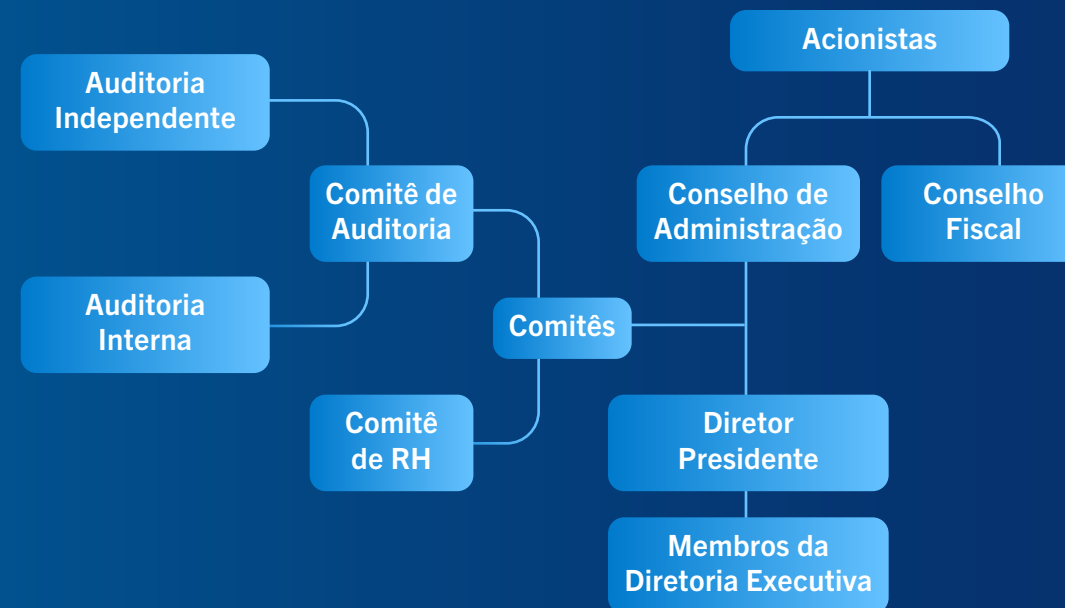 Acionistas
Auditoria
Independente
Comitê de
Auditoria
Conselho de
Administração
Conselho
Fiscal
Auditoria
Interna
Comitês
Comitê
de RH
Diretor
Presidente
Membros da
Diretoria Executiva